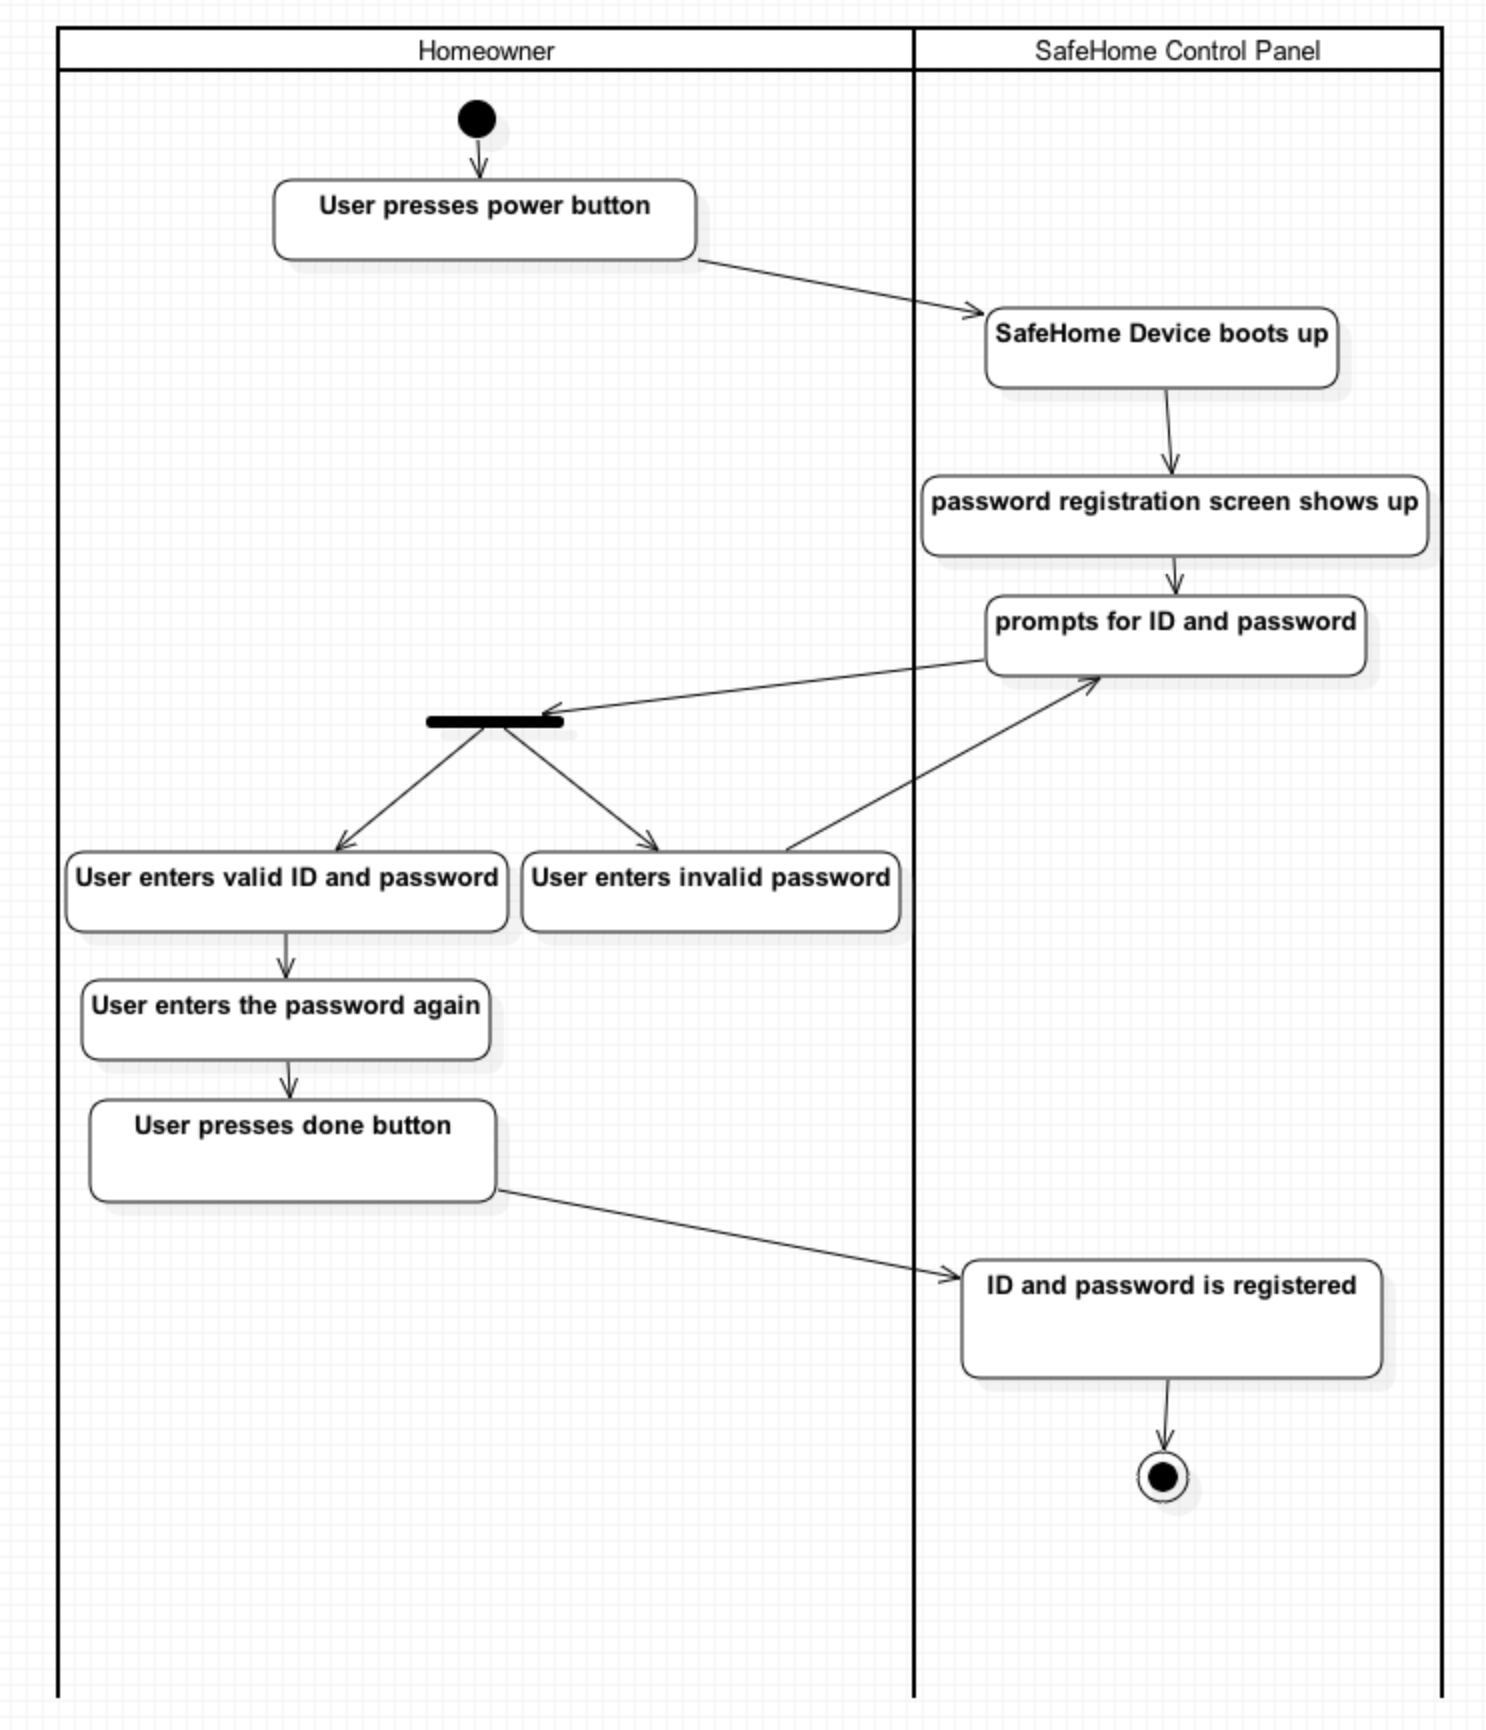 Homeowner
SafeHome Control Panel
User presses power button
SafeHome Device boots up
password registration screen shows up
prompts for ID and password
User enters valid ID and password
User enters invalid password
User enters the password again
User presses done button
ID and password is registered